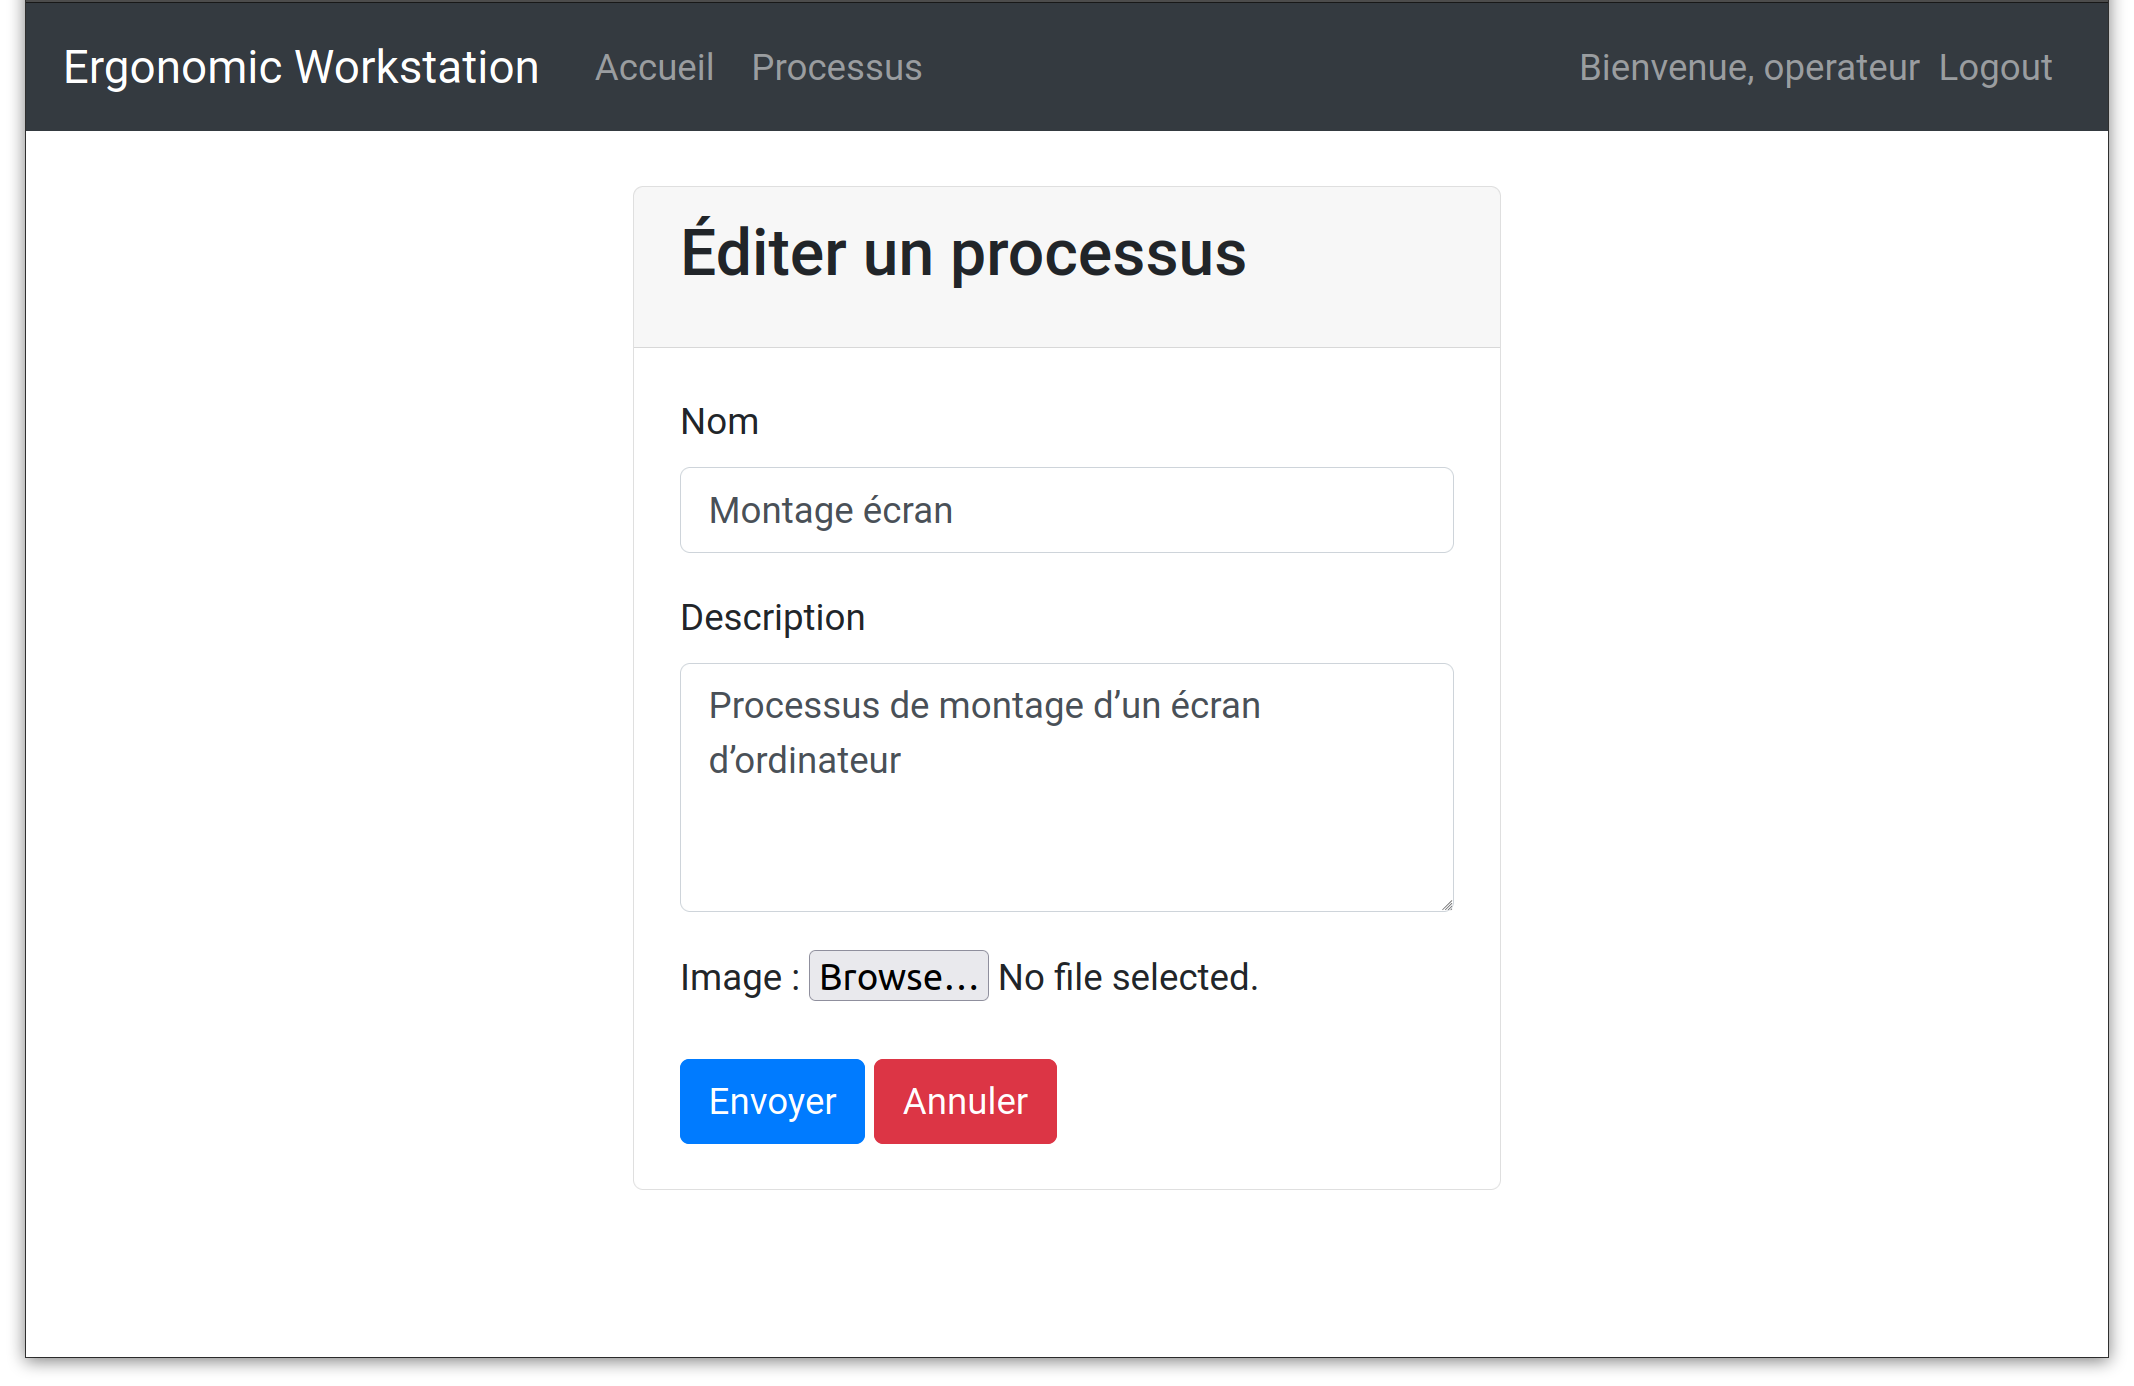 Ergonomic Workstation Accueil Processus Bienvenue, operateur Logout
Éditer un processus
Nom
Montage écran
Description
Processus de montage d’un écran
d’ordinateur
Image : Browse... No file selected.
Envoyer Annuler